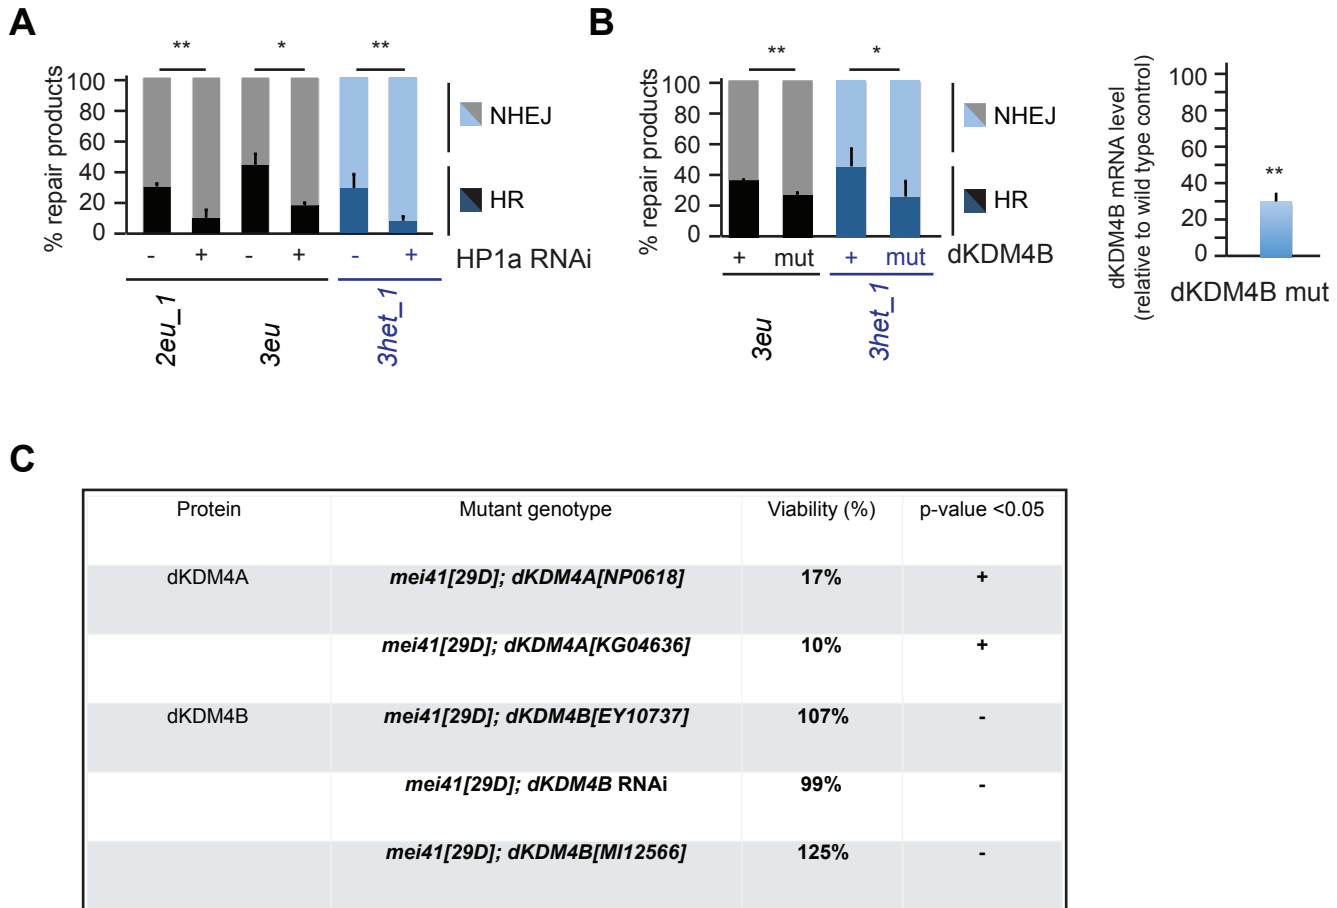 A
% repair products
100
80
60
40
20
0
**
*
**
NHEJ
HR
- + - + - + HP1a RNAi
2eu_1
3eu
3het_1
B
% repair products
100
80
60
40
20
0
**
*
NHEJ
HR
+ mut + mut dKDM4B
3eu
3het_1
dKDM4B mRNA level
(relative to wild type control)
100
80
60
40
20
0
**
dKDM4B mut
C
Protein Mutant genotype Viability (%) p-value <0.05
dKDM4A mei41[29D]; dKDM4A[NP0618] 17% +
mei41[29D]; dKDM4A[KG04636] 10% +
dKDM4B mei41[29D]; dKDM4B[EY10737] 107% -
mei41[29D]; dKDM4B RNAi 99% -
mei41[29D]; dKDM4B[MI12566] 125% -